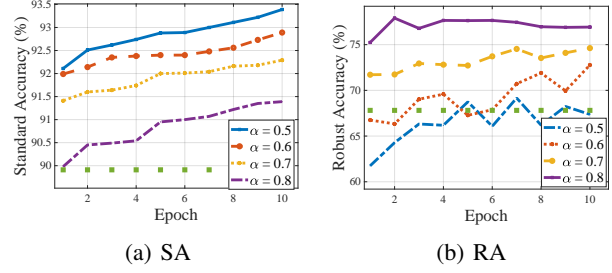 Standard Accuracy (%)
93.5
93
92.5
92
91.5
91
90.5
90
2
4
6
8
10
Epoch
α = 0.5
α = 0.6
α = 0.7
α = 0.8
(a) SA
Robust Accuracy (%)
75
70
65
60
2
4
6
8
10
Epoch
α = 0.5
α = 0.6
α = 0.7
α = 0.8
(b) RA